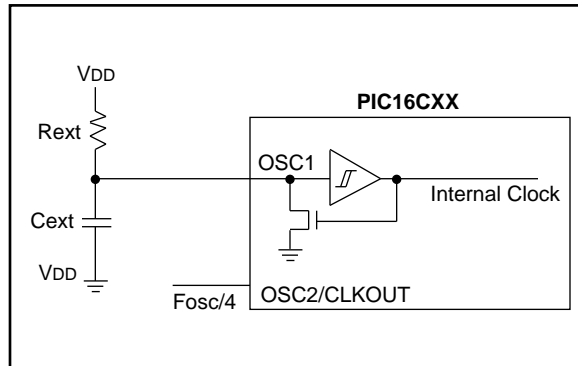 VDD
PIC16CXX
Rext
OSC1
Internal Clock
Cext
VDD
Fosc/4
OSC2/CLKOUT